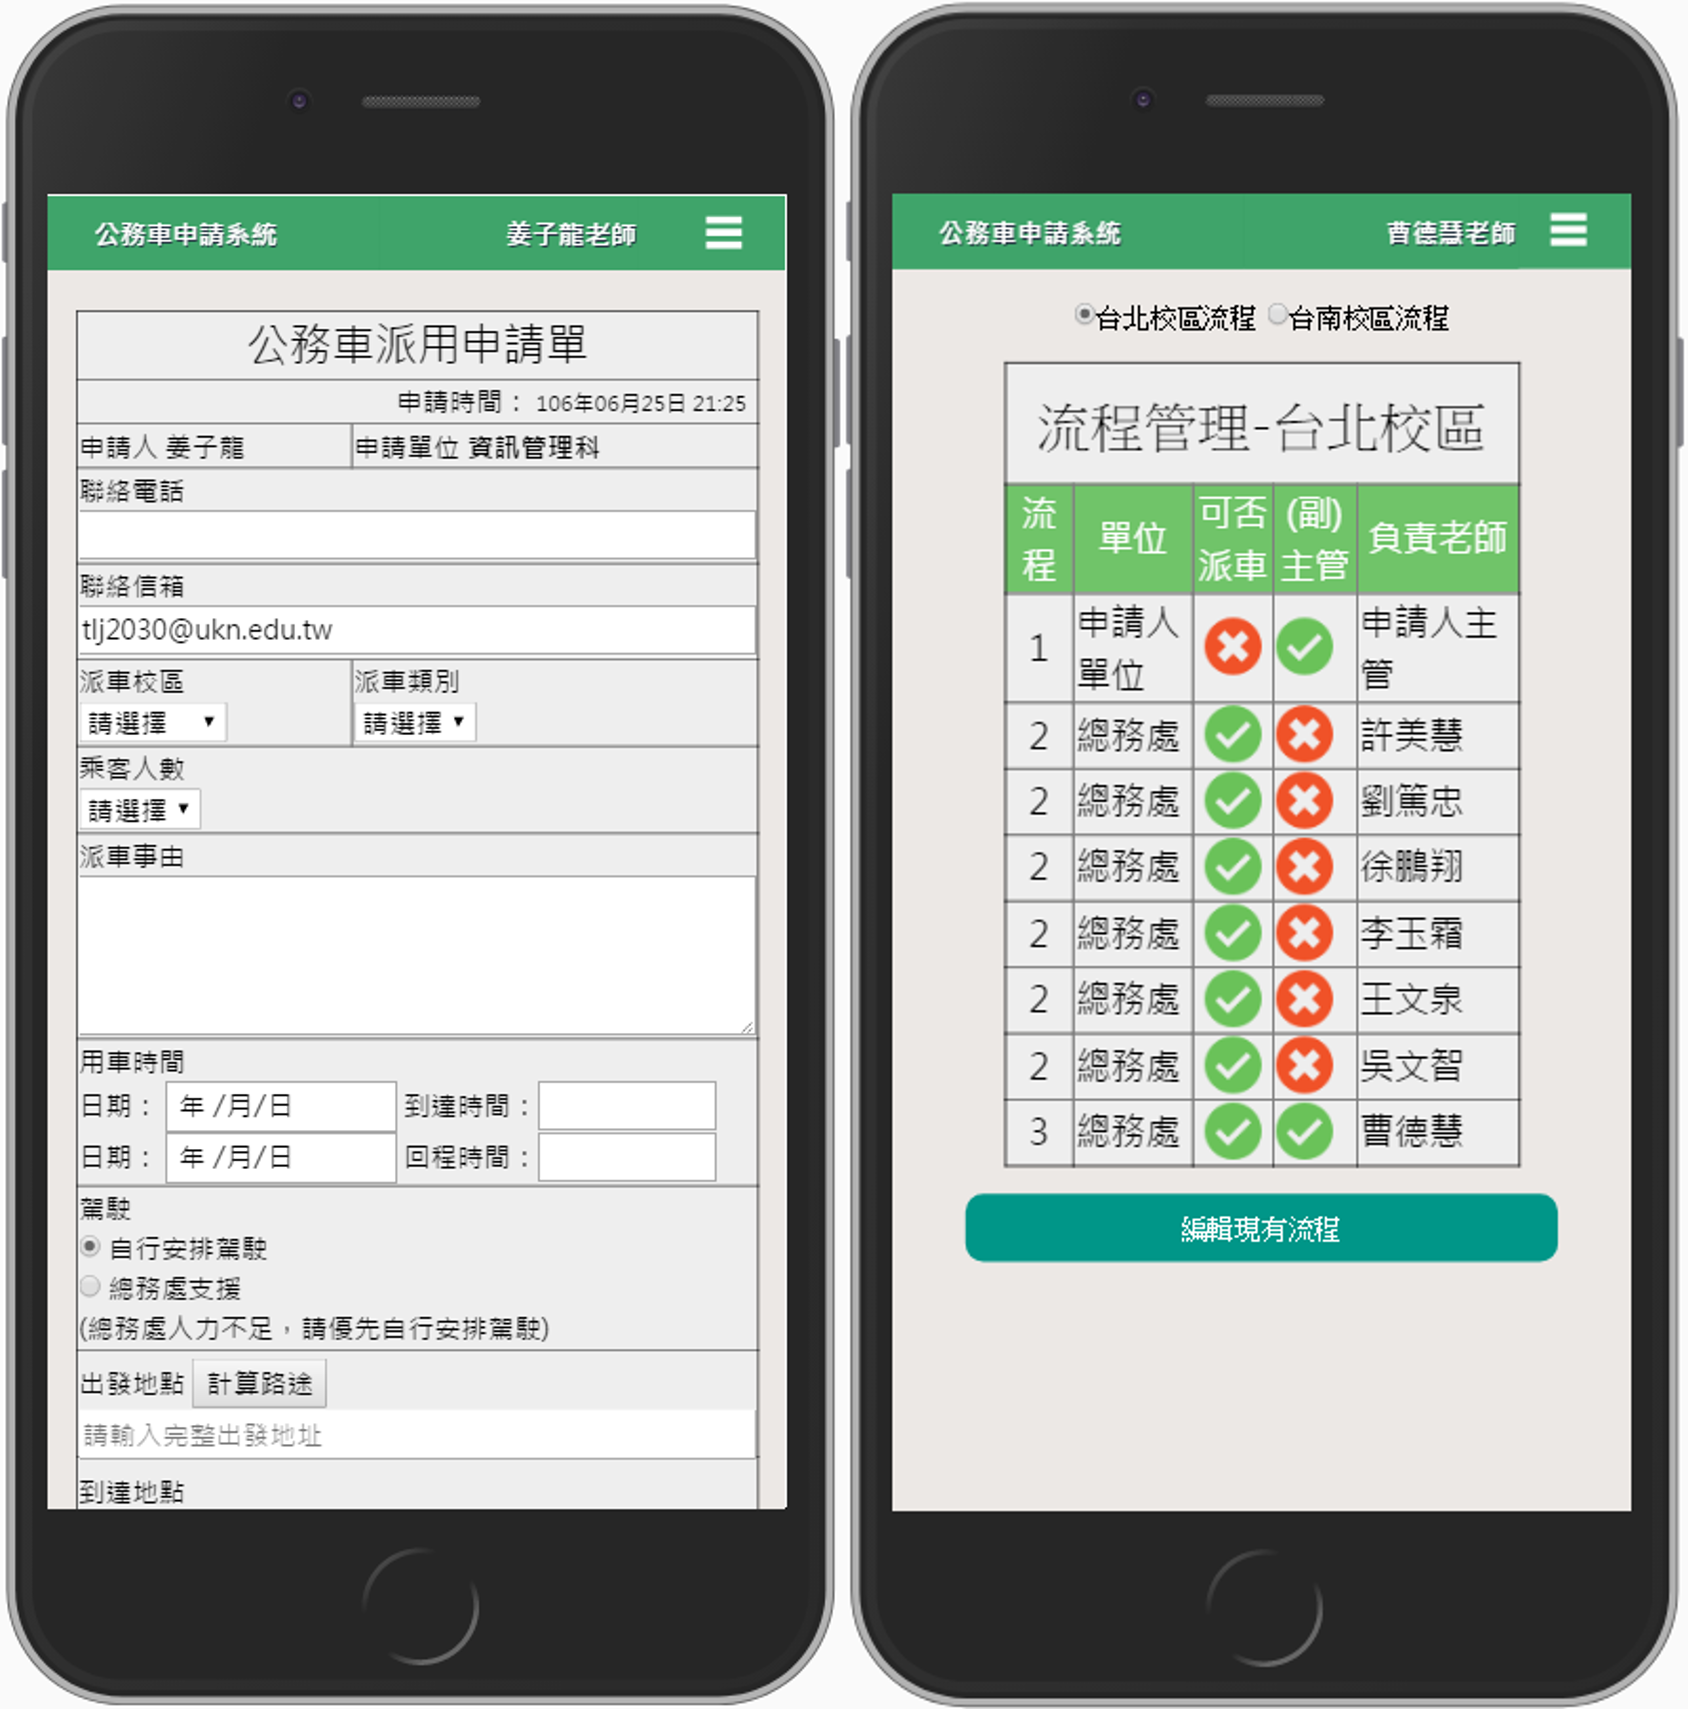 公務車申請系統 姜子龍老師
公務車派用申請單
申請時間： 106年06月25日 21:25
申請人 姜子龍 申請單位 資訊管理科
聯絡電話
聯絡信箱
tlj2030@ukn.edu.tw
派車校區 派車類別
請選擇 請選擇
乘客人數
請選擇
派車事由
用車時間
日期： 年 /月/日 到達時間：
日期： 年 /月/日 回程時間：
駕駛
自行安排駕駛
總務處支援
(總務處人力不足，請優先自行安排駕駛)
出發地點 計算路途
請輸入完整出發地址
到達地點
公務車申請系統 曹德慧老師
台北校區流程 台南校區流程
流程管理-台北校區
流程 單位 可否派車 (副)主管 負責老師
1 申請人單位 申請人主管
2 總務處 許美慧
2 總務處 劉篤忠
2 總務處 徐鵬翔
2 總務處 李玉霜
2 總務處 王文泉
2 總務處 吳文智
3 總務處 曹德慧
編輯現有流程